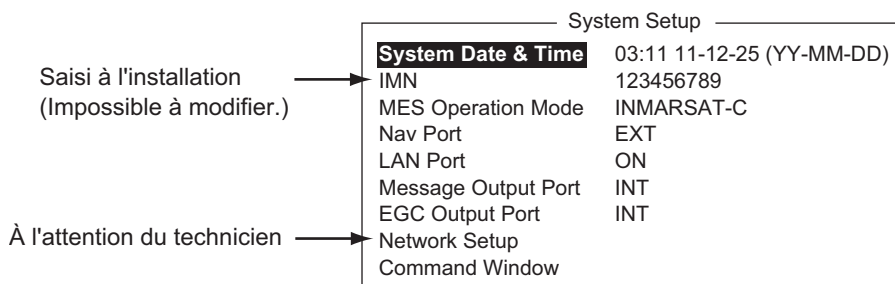 System Setup
System Date & Time 03:11 11-12-25 (YY-MM-DD)
Saisi à l'installation
(Impossible à modifier.)
IMN 123456789
MES Operation Mode INMARSAT-C
Nav Port EXT
LAN Port ON
Message Output Port INT
EGC Output Port INT
À l'attention du technicien
Network Setup
Command Window